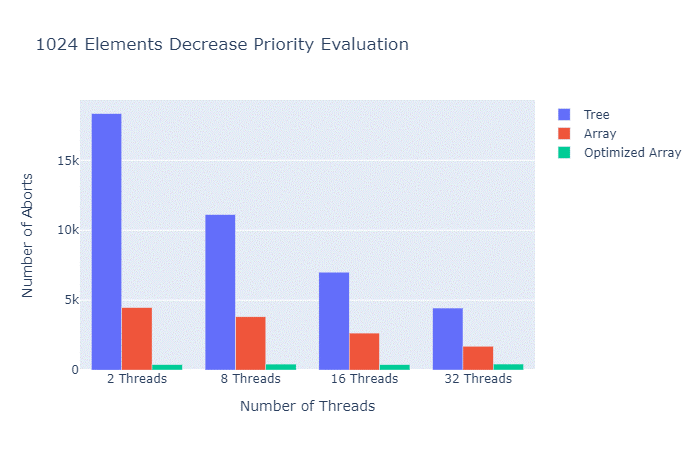 1024 Elements Decrease Priority Evaluation
Tree
Array
Optimized Array
Number of Aborts
15k
10k
5k
0
2 Threads
8 Threads
16 Threads
32 Threads
Number of Threads